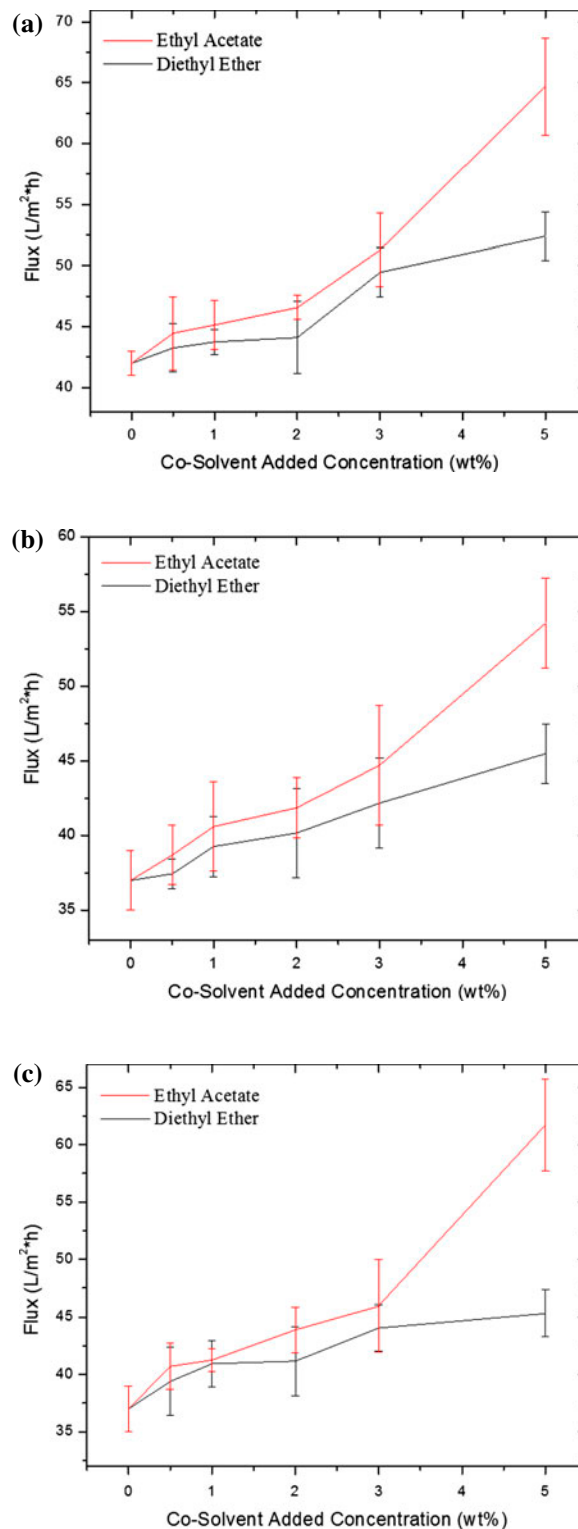 (a)
70
65
60
55
50
45
40
Flux (L/m²*h)
Ethyl Acetate
Diethyl Ether
0 1 2 3 4 5
Co-Solvent Added Concentration (wt%)
(b)
60
55
50
45
40
35
Flux (L/m²*h)
Ethyl Acetate
Diethyl Ether
0 1 2 3 4 5
Co-Solvent Added Concentration (wt%)
(c)
65
60
55
50
45
40
35
Flux (L/m²*h)
Ethyl Acetate
Diethyl Ether
0 1 2 3 4 5
Co-Solvent Added Concentration (wt%)